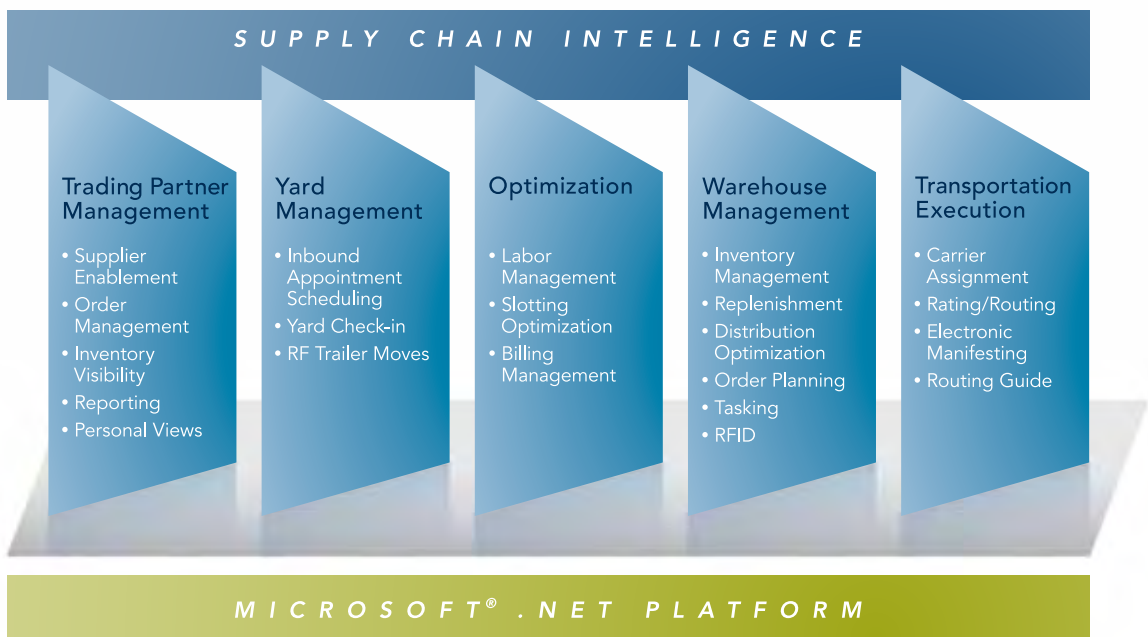 SUPPLY CHAIN INTELLIGENCE
Trading Partner
Management
• Supplier
Enablement
• Order
Management
• Inventory
Visibility
• Reporting
• Personal Views
Yard
Management
• Inbound
Appointment
Scheduling
• Yard Check-in
• RF Trailer Moves
Optimization
• Labor
Management
• Slotting
Optimization
• Billing
Management
Warehouse
Management
• Inventory
Management
• Replenishment
• Distribution
Optimization
• Order Planning
• Tasking
• RFID
Transportation
Execution
• Carrier
Assignment
• Rating/Routing
• Electronic
Manifesting
• Routing Guide
MICROSOFT® .NET PLATFORM